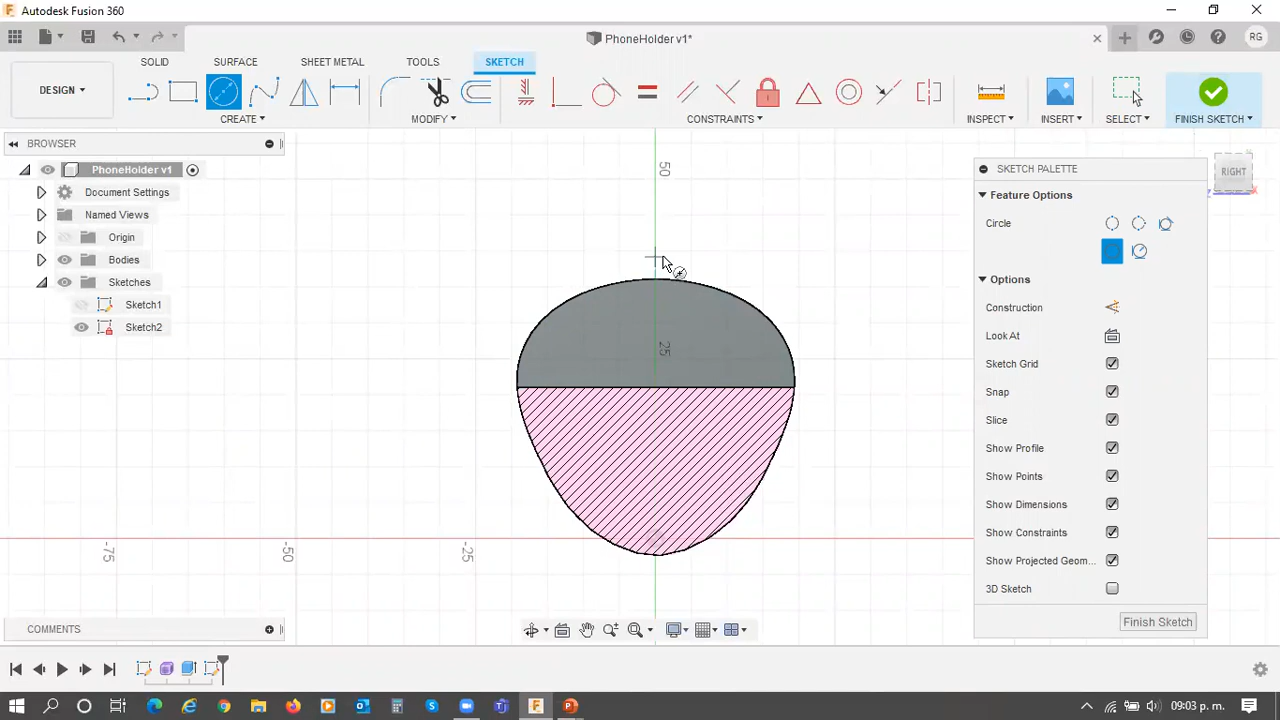 Autodesk Fusion 360
PhoneHolder v1*
RG
DESIGN
SOLID SURFACE SHEET METAL TOOLS SKETCH
CREATE MODIFY CONSTRAINTS INSPECT INSERT SELECT FINISH SKETCH
BROWSER
PhoneHolder v1
Document Settings
Named Views
Origin
Bodies
Sketches
Sketch1
Sketch2
50
25
-75
-50
-25
SKETCH PALETTE
RIGHT
Feature Options
Circle
Options
Construction
Look At
Sketch Grid
Snap
Slice
Show Profile
Show Points
Show Dimensions
Show Constraints
Show Projected Geom...
3D Sketch
Finish Sketch
COMMENTS
09:03 p. m.